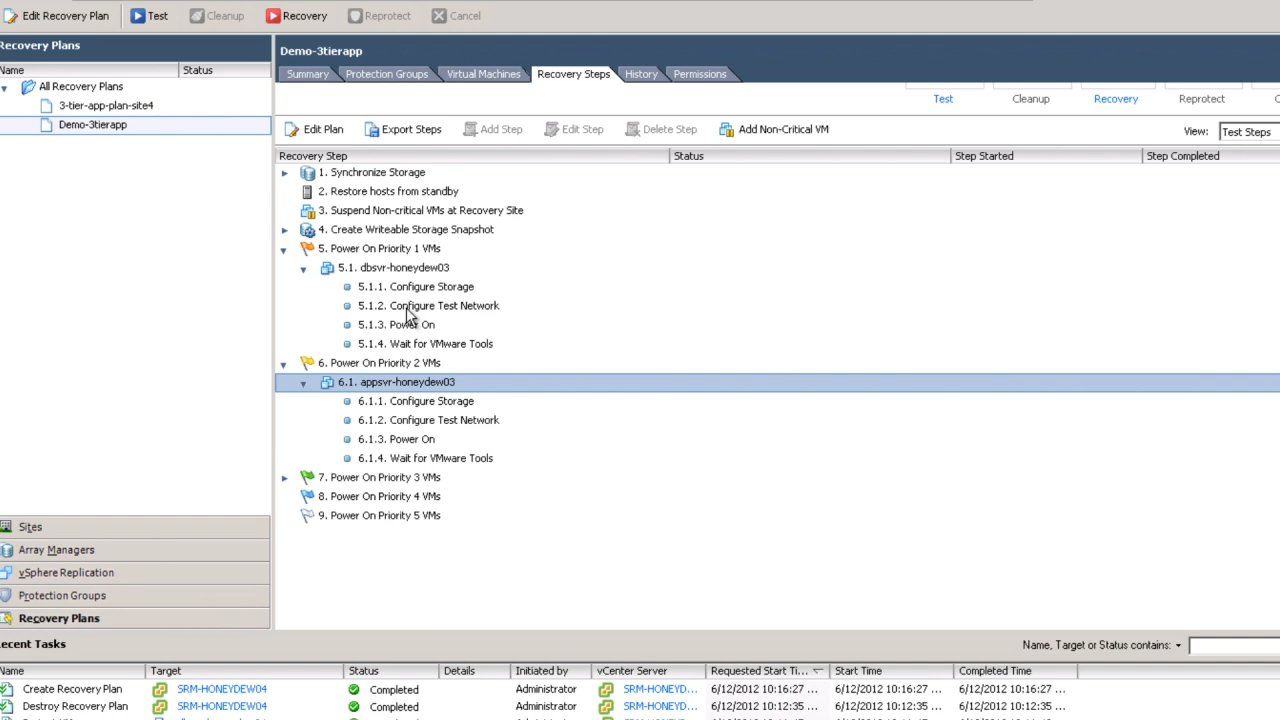 Edit Recovery Plan Test Cleanup Recovery Reprotect Cancel
Recovery Plans
Name Status
All Recovery Plans
3-tier-app-plan-site4
Demo-3tierapp
Sites
Array Managers
vSphere Replication
Protection Groups
Recovery Plans
Demo-3tierapp
Summary Protection Groups Virtual Machines Recovery Steps History Permissions
Test Cleanup Recovery Reprotect
Edit Plan Export Steps Add Step Edit Step Delete Step Add Non-Critical VM View: Test Steps
Recovery Step Status Step Started Step Completed
1. Synchronize Storage
2. Restore hosts from standby
3. Suspend Non-critical VMs at Recovery Site
4. Create Writeable Storage Snapshot
5. Power On Priority 1 VMs
5.1. dbsvr-honeydew03
5.1.1. Configure Storage
5.1.2. Configure Test Network
5.1.3. Power On
5.1.4. Wait for VMware Tools
6. Power On Priority 2 VMs
6.1. appsvr-honeydew03
6.1.1. Configure Storage
6.1.2. Configure Test Network
6.1.3. Power On
6.1.4. Wait for VMware Tools
7. Power On Priority 3 VMs
8. Power On Priority 4 VMs
9. Power On Priority 5 VMs
ecent Tasks Name, Target or Status contains:
Name Target Status Details Initiated by vCenter Server Requested Start Ti... Start Time Completed Time
Create Recovery Plan SRM-HONEYDEW04 Completed Administrator SRM-HONEYD... 6/12/2012 10:16:27 ... 6/12/2012 10:16:27 ... 6/12/2012 10:16:27 ...
Destroy Recovery Plan SRM-HONEYDEW04 Completed Administrator SRM-HONEYD... 6/12/2012 10:12:35 ... 6/12/2012 10:12:35 ... 6/12/2012 10:12:35 ...